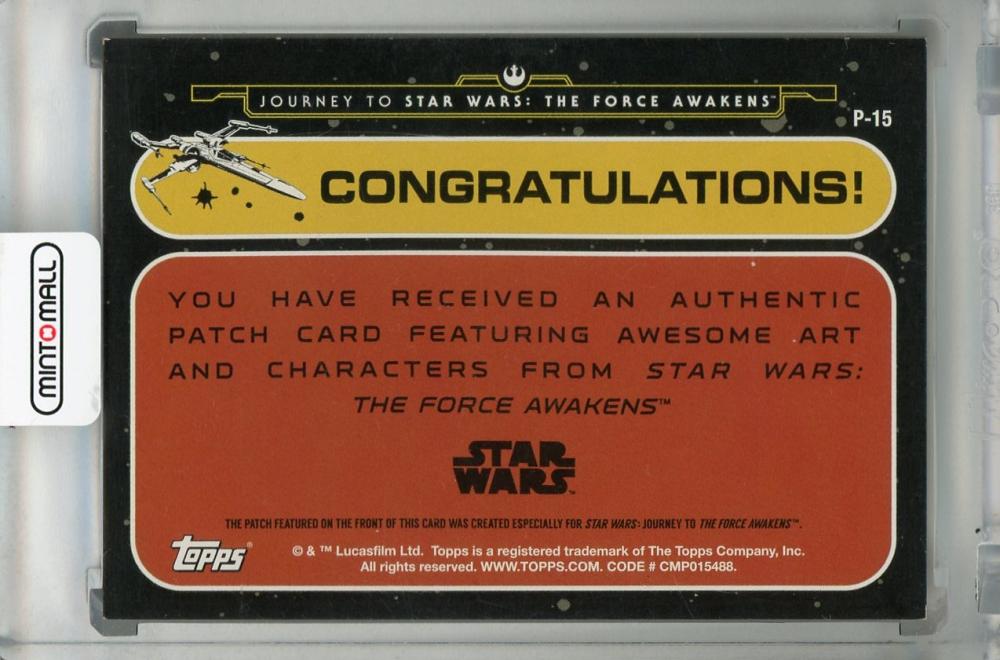 JOURNEY TO STAR WARS: THE FORCE AWAKENS™
P-15
CONGRATULATIONS!
YOU HAVE RECEIVED AN AUTHENTIC
PATCH CARD FEATURING AWESOME ART
AND CHARACTERS FROM STAR WARS:
THE FORCE AWAKENS™
STAR
WARS™
THE PATCH FEATURED ON THE FRONT OF THIS CARD WAS CREATED ESPECIALLY FOR STAR WARS: JOURNEY TO THE FORCE AWAKENS™.
topps®
© & ™ Lucasfilm Ltd. Topps is a registered trademark of The Topps Company, Inc.
All rights reserved. WWW.TOPPS.COM. CODE # CMP015488.
MINTOMALL